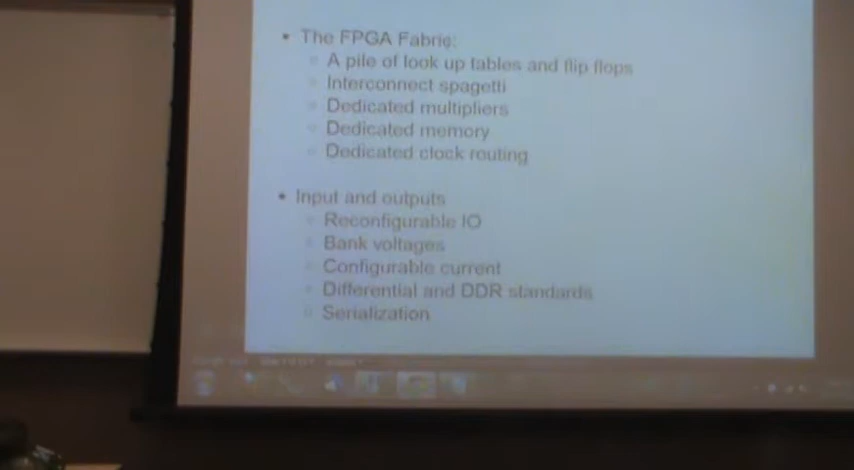 • The FPGA Fabric:
○ A pile of look up tables and flip flops
○ Interconnect spagetti
○ Dedicated multipliers
○ Dedicated memory
○ Dedicated clock routing
• Input and outputs
○ Reconfigurable IO
○ Bank voltages
○ Configurable current
○ Differential and DDR standards
○ Serialization